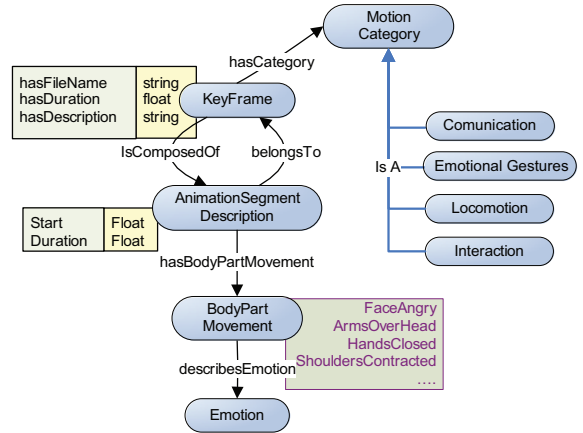 Motion
Category
hasCategory
hasFileName string
hasDuration float
hasDescription string
KeyFrame
IsComposedOf
belongsTo
Comunication
Is A
Emotional Gestures
Locomotion
Interaction
AnimationSegment
Description
Start Float
Duration Float
hasBodyPartMovement
BodyPart
Movement
FaceAngry
ArmsOverHead
HandsClosed
ShouldersContracted
....
describesEmotion
Emotion